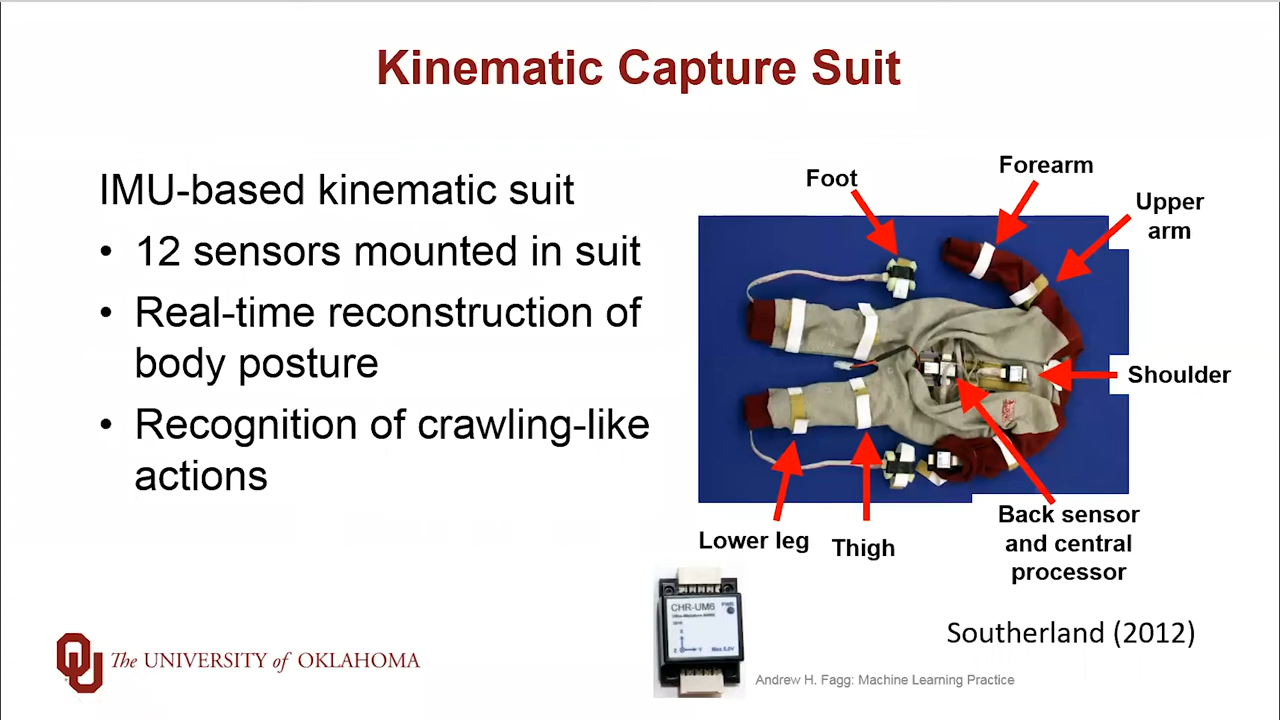 Kinematic Capture Suit
IMU-based kinematic suit
• 12 sensors mounted in suit
• Real-time reconstruction of
body posture
• Recognition of crawling-like
actions
Foot
Forearm
Upper
arm
Shoulder
Back sensor
and central
processor
Lower leg
Thigh
CHR-UM6
Southerland (2012)
OU The UNIVERSITY of OKLAHOMA
Andrew H. Fagg: Machine Learning Practice